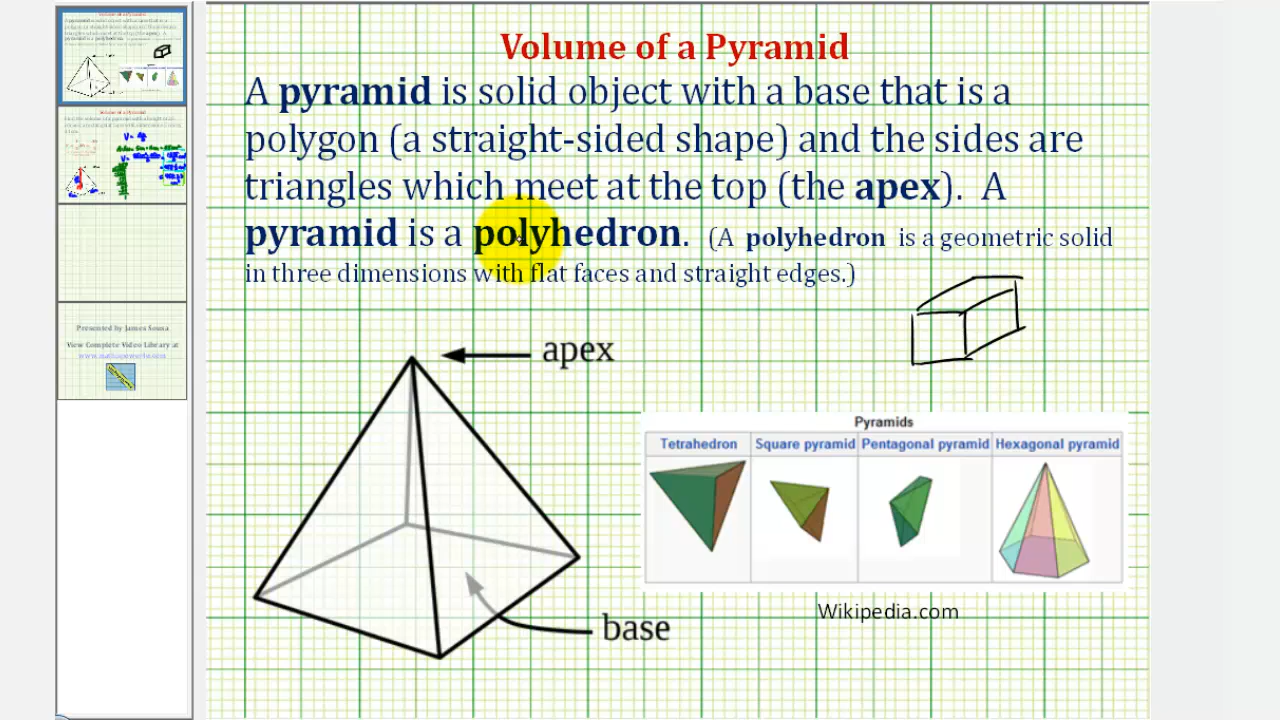 Volume of a Pyramid
A pyramid is solid object with a base that is a
polygon (a straight-sided shape) and the sides are
triangles which meet at the top (the apex). A
pyramid is a polyhedron. (A polyhedron is a geometric solid
in three dimensions with flat faces and straight edges.)
apex
base
Pyramids
Tetrahedron Square pyramid Pentagonal pyramid Hexagonal pyramid
Wikipedia.com
Volume of a Pyramid
Volume of a Pyramid
Presented by James Sousa
View Complete Video Library at